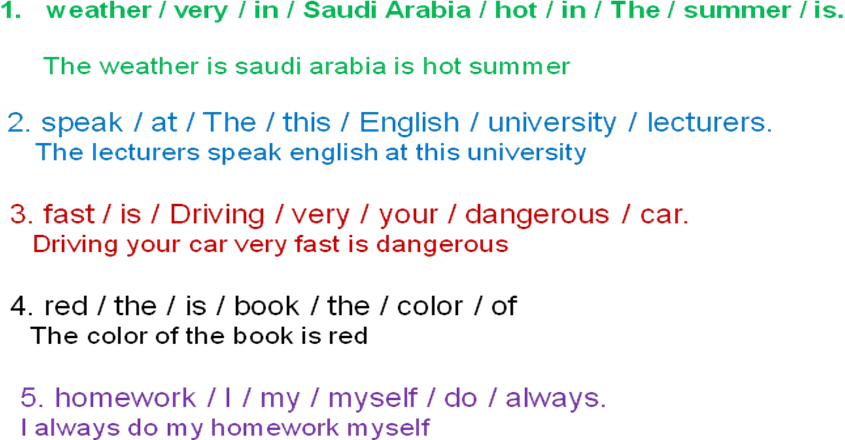 1. weather / very / in / Saudi Arabia / hot / in / The / summer / is.
The weather is saudi arabia is hot summer
2. speak / at / The / this / English / university / lecturers.
The lecturers speak english at this university
3. fast / is / Driving / very / your / dangerous / car.
Driving your car very fast is dangerous
4. red / the / is / book / the / color / of
The color of the book is red
5. homework / I / my / myself / do / always.
I always do my homework myself